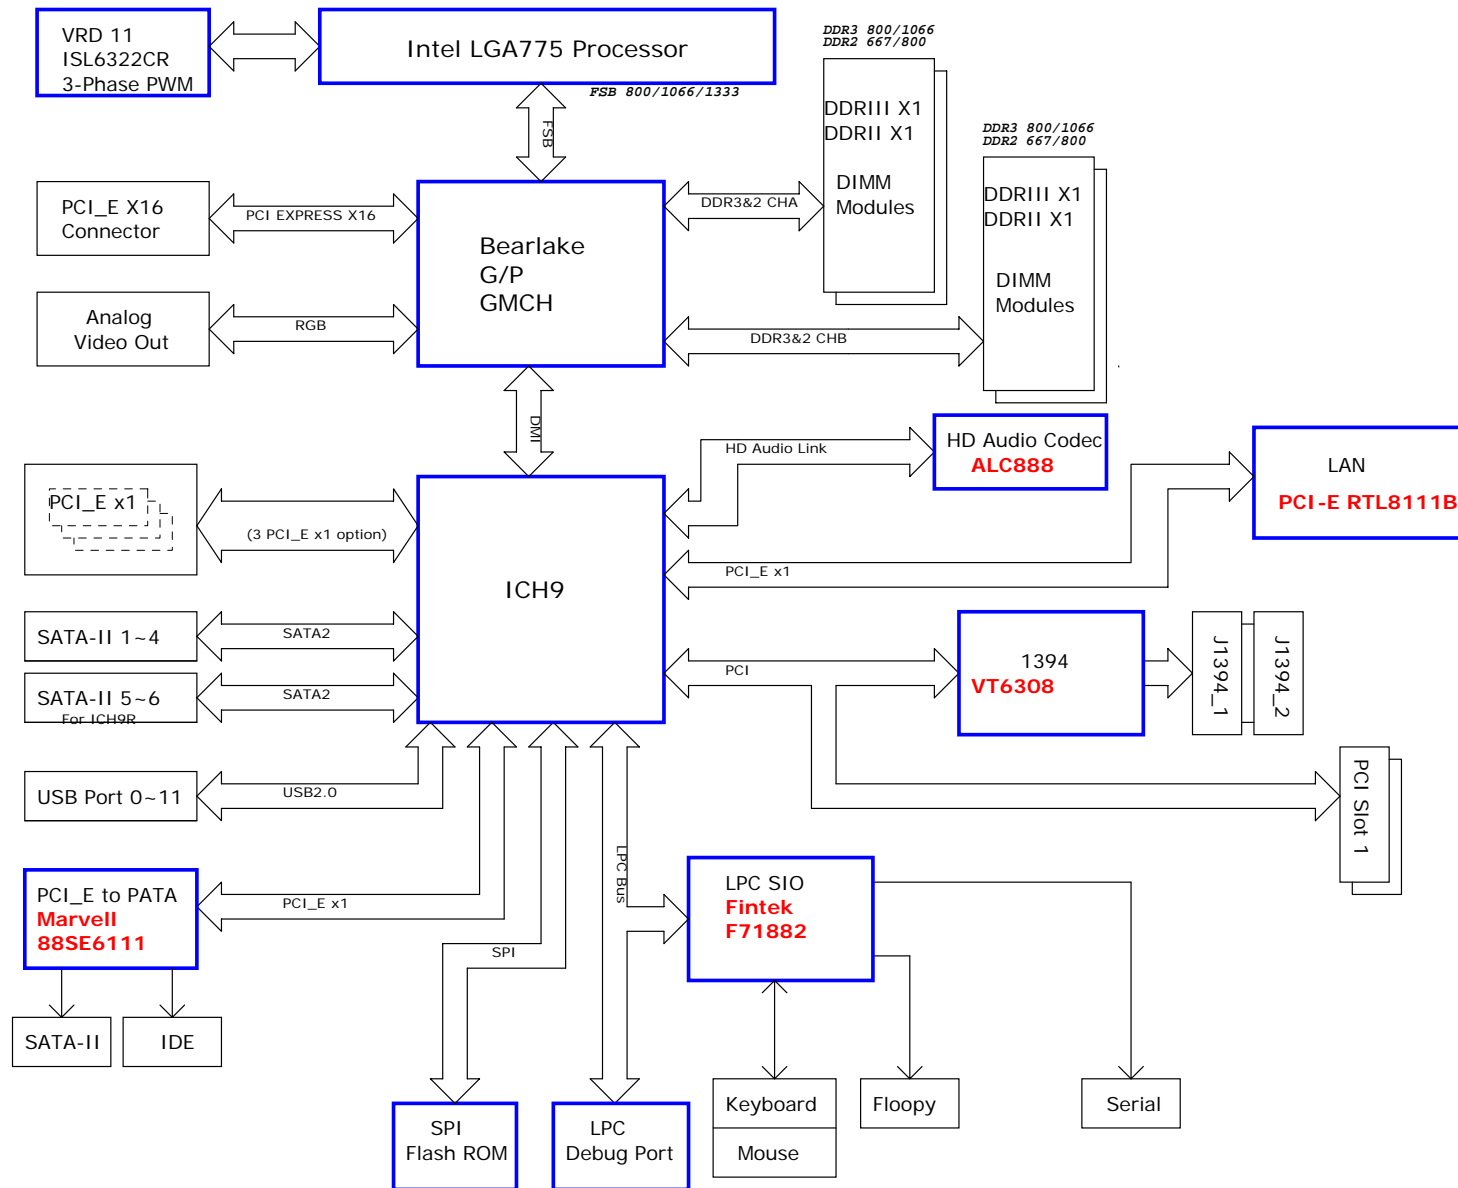 VRD 11
ISL6322CR
3-Phase PWM
Intel LGA775 Processor
FSB 800/1066/1333
FSB
DDR3 800/1066
DDR2 667/800
DDRIII X1
DDRII X1
DIMM
Modules
DDR3 800/1066
DDR2 667/800
DDRIII X1
DDRII X1
DIMM
Modules
PCI_E X16
Connector
PCI EXPRESS X16
Bearlake
G/P
GMCH
DDR3&2 CHA
Analog
Video Out
RGB
DDR3&2 CHB
DMI
HD Audio Link
HD Audio Codec
ALC888
LAN
PCI-E RTL8111B
PCI_E x1
(3 PCI_E x1 option)
ICH9
PCI_E x1
SATA-II 1~4
SATA2
SATA-II 5~6
For ICH9R
SATA2
PCI
1394
VT6308
J1394_1
J1394_2
PCI Slot 1
USB Port 0~11
USB2.0
PCI_E to PATA
Marvell
88SE6111
PCI_E x1
SPI
LPC Bus
LPC SIO
Fintek
F71882
SATA-II
IDE
SPI
Flash ROM
LPC
Debug Port
Keyboard
Mouse
Floopy
Serial